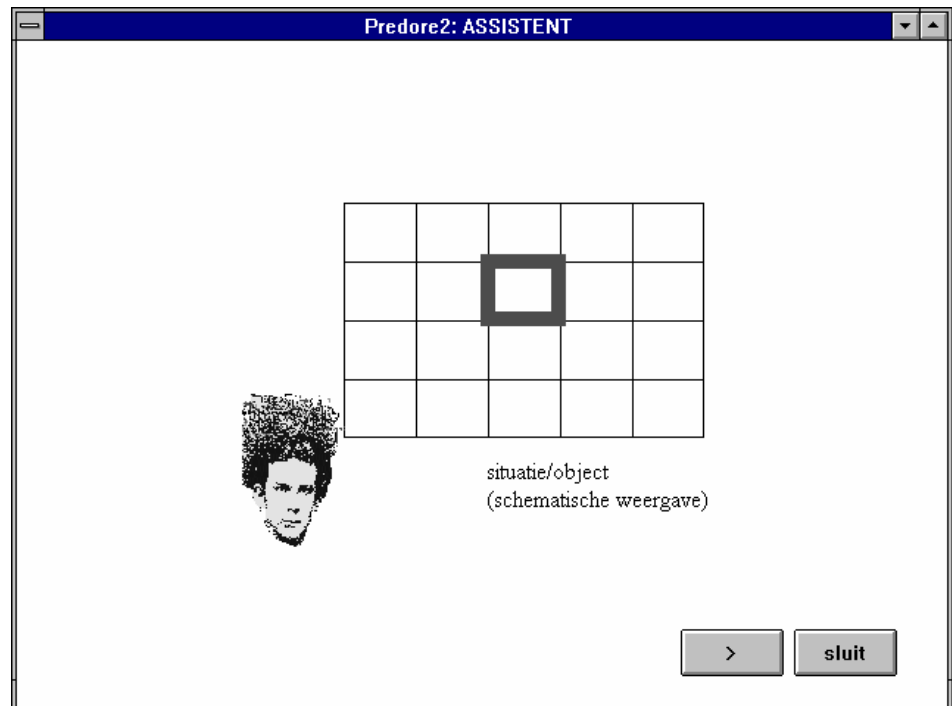 Predore2: ASSISTENT
situatie/object
(schematische weergave)
>
sluit